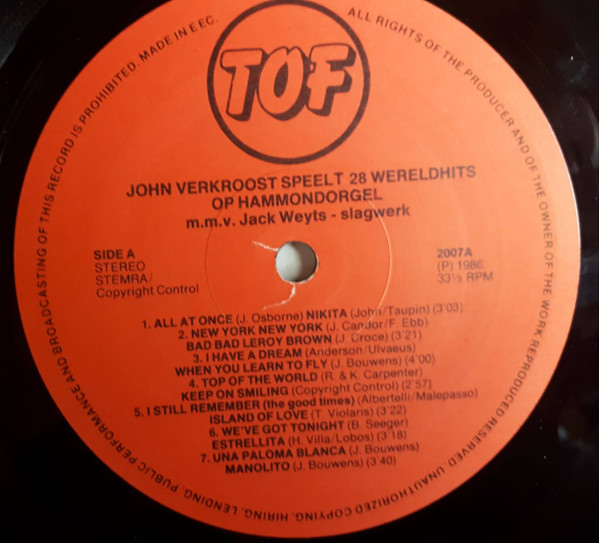 TOF
JOHN VERKROOST SPEELT 28 WERELDHITS
OP HAMMONDORGEL
m.m.v. Jack Weyts - slagwerk
SIDE A
STEREO
STEMRA/
Copyright Control
2007A
(P) 1986
33⅓ RPM
1. ALL AT ONCE (J. Osborne) NIKITA (John/Taupin) (3'03)
2. NEW YORK NEW YORK (J. Candor/F. Ebb)
BAD BAD LEROY BROWN (J. Croce) (3'21)
3. I HAVE A DREAM (Anderson/Ulvaeus)
WHEN YOU LEARN TO FLY (J. Bouwens) (4'00)
4. TOP OF THE WORLD (R. & K. Carpenter)
KEEP ON SMILING (Copyright Control) (2'57)
5. I STILL REMEMBER (the good times) (Albertelli/Malepasso)
ISLAND OF LOVE (T. Violaris) (3'22)
6. WE'VE GOT TONIGHT (B. Seeger)
ESTRELLITA (H. Villa/Lobos) (3'18)
7. UNA PALOMA BLANCA (J. Bouwens)
MANOLITO (J. Bouwens) (3'40)
ALL RIGHTS OF THE PRODUCER AND OF THE OWNER OF THE WORK REPRODUCED RESERVED. UNAUTHORIZED COPYING, HIRING, LENDING, PUBLIC PERFORMANCE AND BROADCASTING OF THIS RECORD IS PROHIBITED. MADE IN EEC.